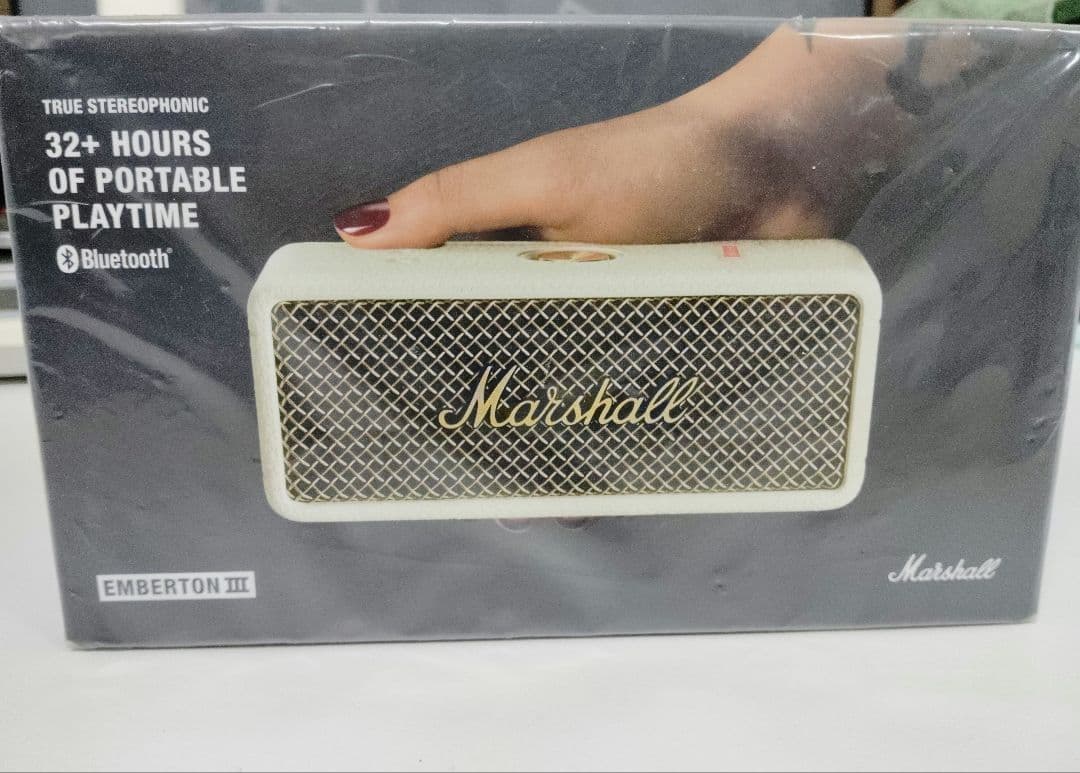 TRUE STEREOPHONIC
32+ HOURS
OF PORTABLE
PLAYTIME
Bluetooth®
Marshall
EMBERTON III
Marshall